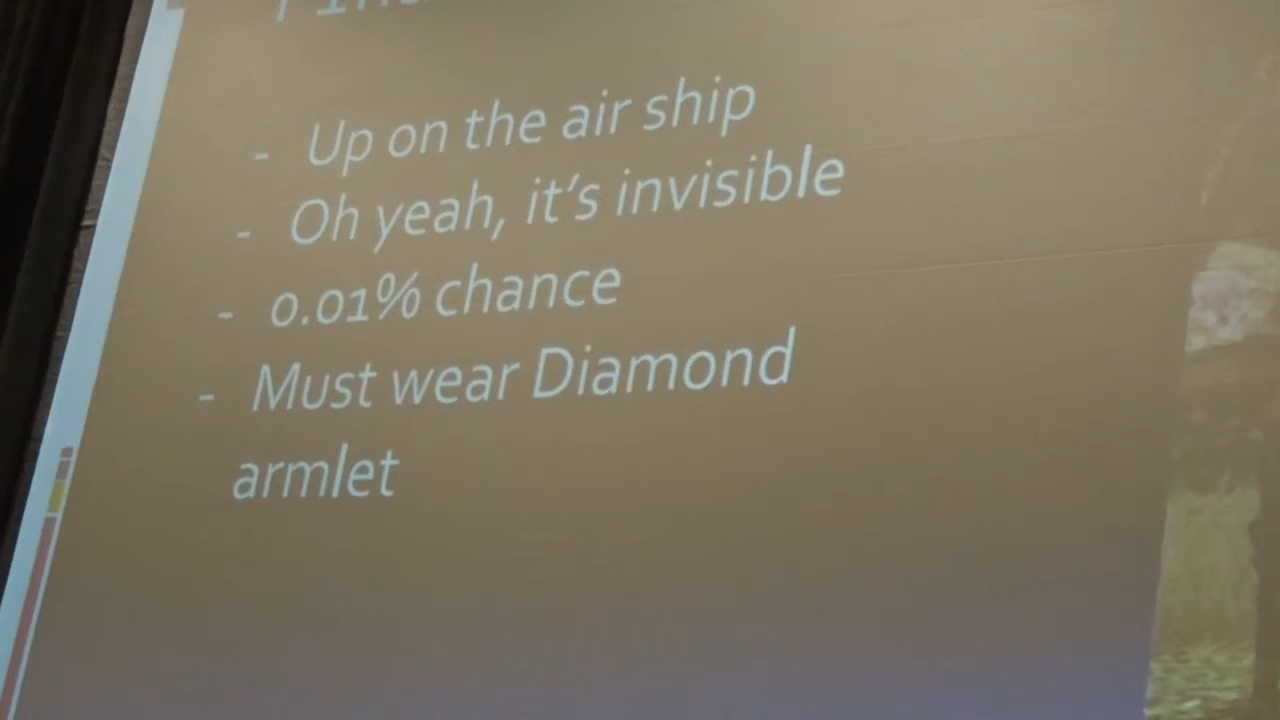 - Up on the air ship
- Oh yeah, it's invisible
- 0.01% chance
- Must wear Diamond
armlet